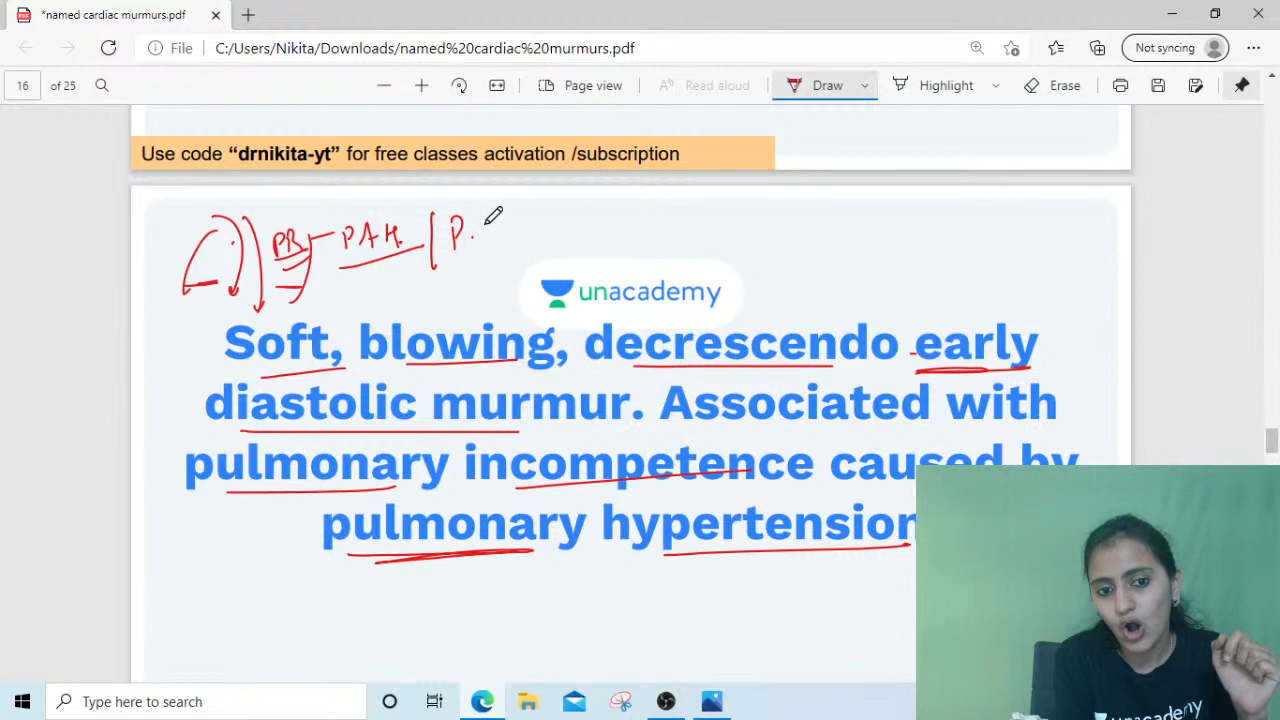 *named cardiac murmurs.pdf
File C:/Users/Nikita/Downloads/named%20cardiac%20murmurs.pdf Not syncing
16 of 25 Page view Read aloud Draw Highlight Erase
Use code “drnikita-yt” for free classes activation /subscription
PR PAH P.
unacademy
Soft, blowing, decrescendo early
diastolic murmur. Associated with
pulmonary incompetence caused by
pulmonary hypertension
unacademy
Type here to search